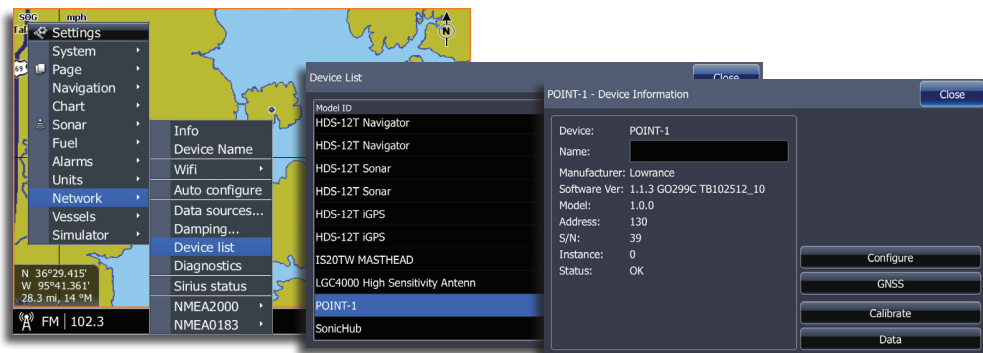 SOG mph
Settings
System
Page
Navigation
Chart
Sonar
Fuel
Alarms
Units
Network
Vessels
Simulator
69
N
N 36°29.415'
W 95°41.361'
28.3 mi, 14 °M
FM 102.3
Info
Device Name
Wifi
Auto configure
Data sources...
Damping...
Device list
Diagnostics
Sirius status
NMEA2000
NMEA0183
Device List
Close
Model ID
HDS-12T Navigator
HDS-12T Navigator
HDS-12T Sonar
HDS-12T Sonar
HDS-12T iGPS
HDS-12T iGPS
IS20TW MASTHEAD
LGC4000 High Sensitivity Antenn
POINT-1
SonicHub
POINT-1 - Device Information
Close
Device: POINT-1
Name:
Manufacturer: Lowrance
Software Ver: 1.1.3 GO299C TB102512_10
Model: 1.0.0
Address: 130
S/N: 39
Instance: 0
Status: OK
Configure
GNSS
Calibrate
Data